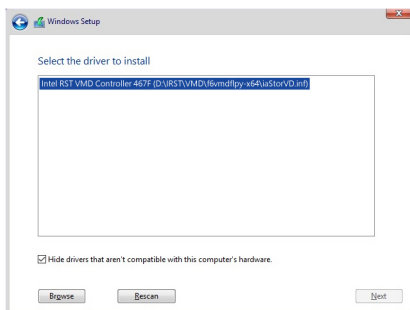 Windows Setup
Select the driver to install
Intel RST VMD Controller 467F (D:\IRST\VMD\f6vmdflpy-x64\iaStorVD.inf)
Hide drivers that aren't compatible with this computer's hardware.
Browse Rescan Next